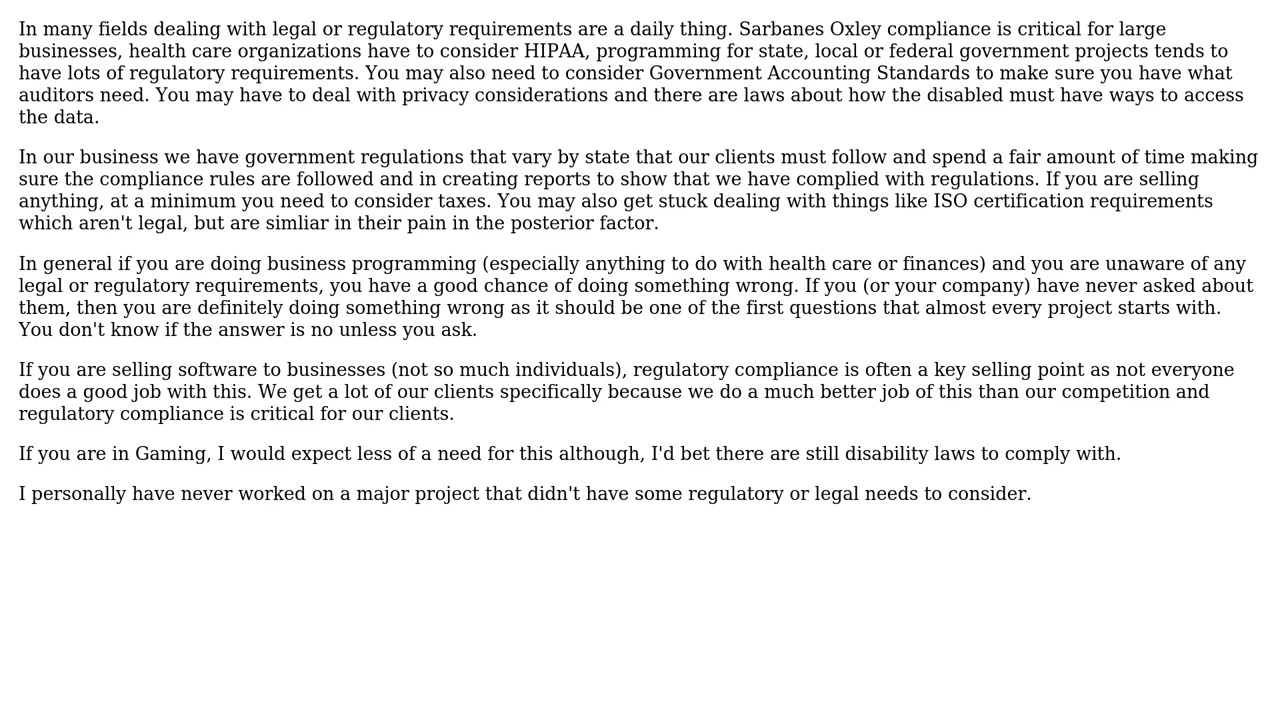 In many fields dealing with legal or regulatory requirements are a daily thing. Sarbanes Oxley compliance is critical for large
businesses, health care organizations have to consider HIPAA, programming for state, local or federal government projects tends to
have lots of regulatory requirements. You may also need to consider Government Accounting Standards to make sure you have what
auditors need. You may have to deal with privacy considerations and there are laws about how the disabled must have ways to access
the data.
In our business we have government regulations that vary by state that our clients must follow and spend a fair amount of time making
sure the compliance rules are followed and in creating reports to show that we have complied with regulations. If you are selling
anything, at a minimum you need to consider taxes. You may also get stuck dealing with things like ISO certification requirements
which aren't legal, but are simliar in their pain in the posterior factor.
In general if you are doing business programming (especially anything to do with health care or finances) and you are unaware of any
legal or regulatory requirements, you have a good chance of doing something wrong. If you (or your company) have never asked about
them, then you are definitely doing something wrong as it should be one of the first questions that almost every project starts with.
You don't know if the answer is no unless you ask.
If you are selling software to businesses (not so much individuals), regulatory compliance is often a key selling point as not everyone
does a good job with this. We get a lot of our clients specifically because we do a much better job of this than our competition and
regulatory compliance is critical for our clients.
If you are in Gaming, I would expect less of a need for this although, I'd bet there are still disability laws to comply with.
I personally have never worked on a major project that didn't have some regulatory or legal needs to consider.